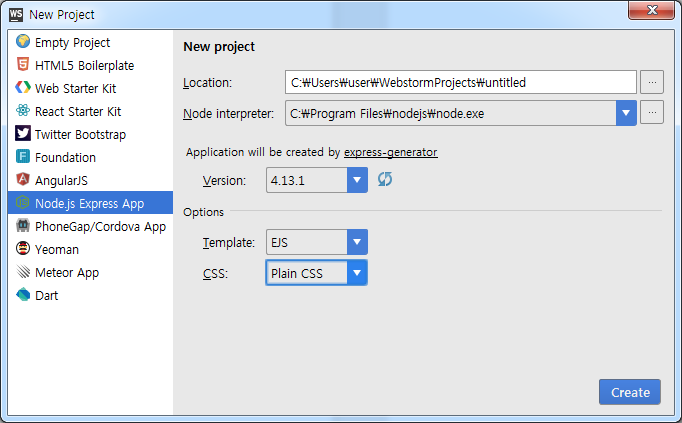 WS New Project
Empty Project
HTML5 Boilerplate
Web Starter Kit
React Starter Kit
Twitter Bootstrap
Foundation
AngularJS
Node.js Express App
PhoneGap/Cordova App
Yeoman
Meteor App
Dart
New project
Location: C:₩Users₩user₩WebstormProjects₩untitled ...
Node interpreter: C:₩Program Files₩nodejs₩node.exe ...
Application will be created by express-generator
Version: 4.13.1
Options
Template: EJS
CSS: Plain CSS
Create